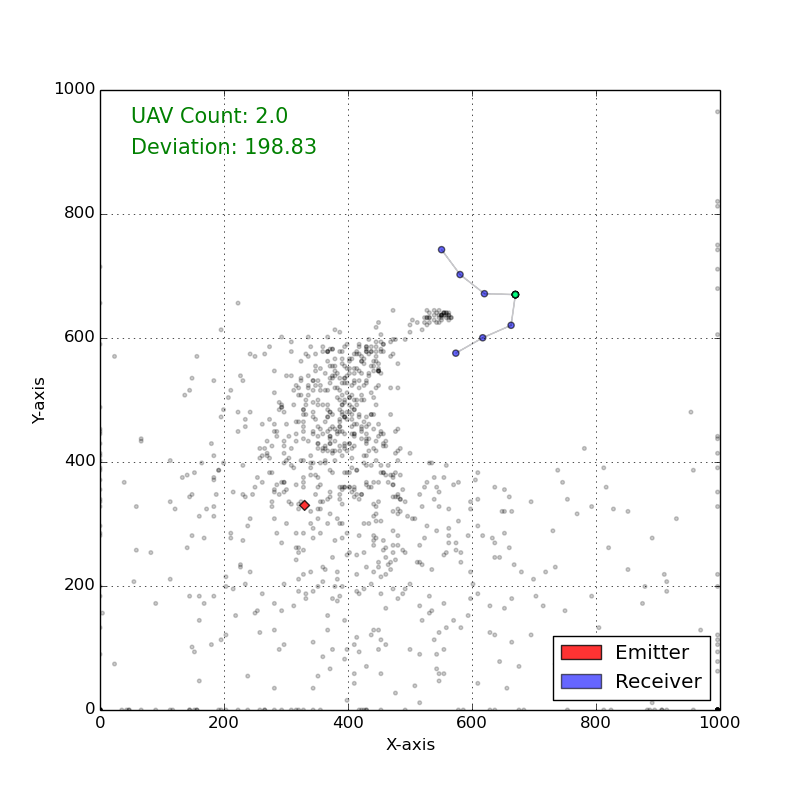 UAV Count: 2.0
Deviation: 198.83
1000
800
600
400
200
0
Y-axis
0 200 400 600 800 1000
X-axis
Emitter
Receiver